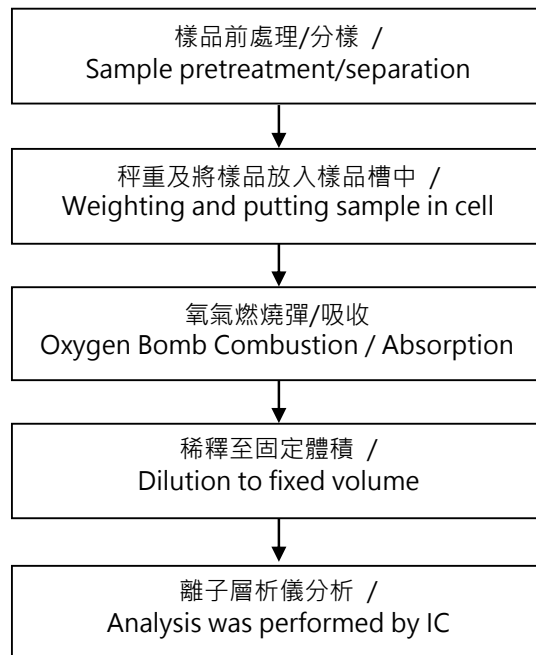 樣品前處理/分樣 /
Sample pretreatment/separation
秤重及將樣品放入樣品槽中 /
Weighting and putting sample in cell
氧氣燃燒彈/吸收
Oxygen Bomb Combustion / Absorption
稀釋至固定體積 /
Dilution to fixed volume
離子層析儀分析 /
Analysis was performed by IC